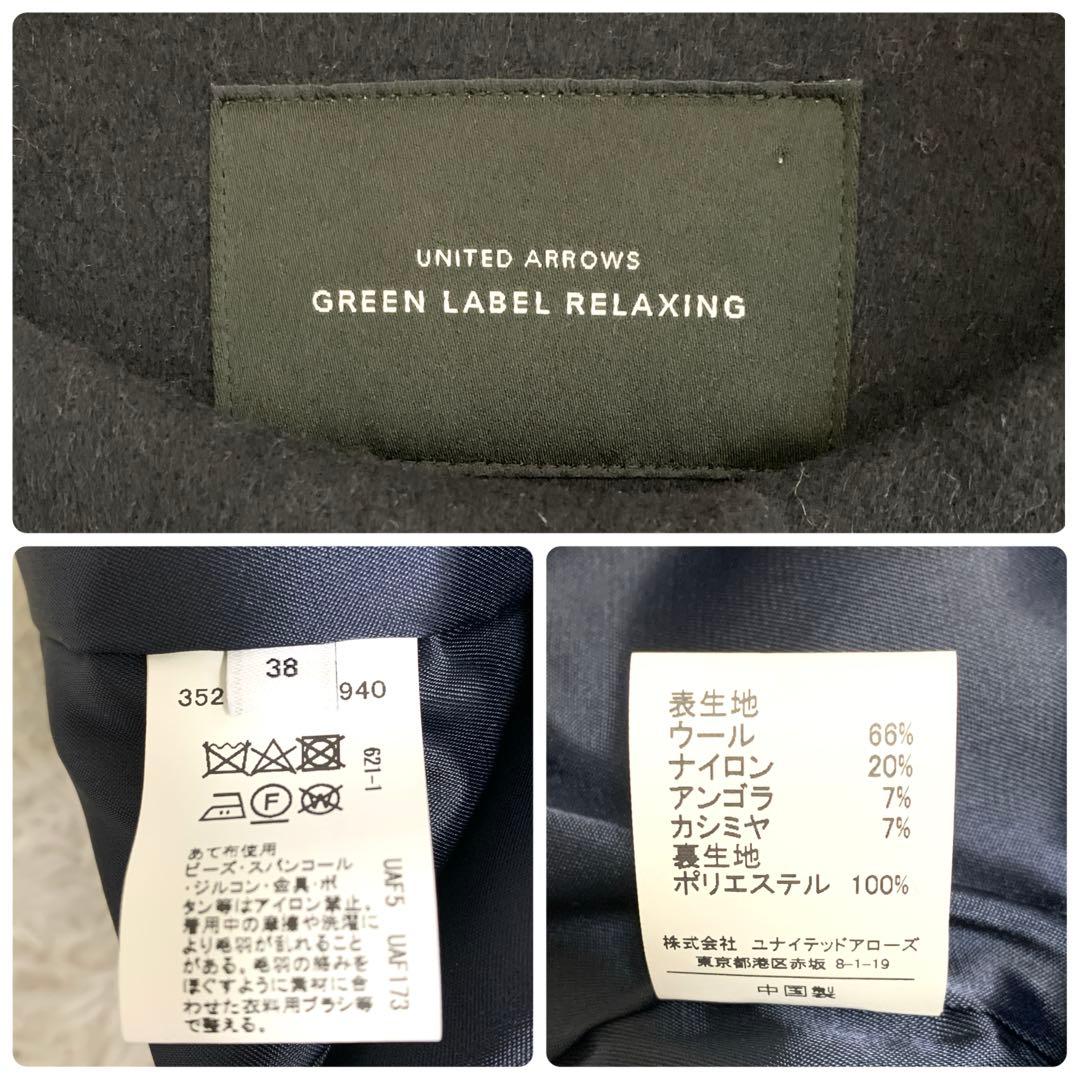 UNITED ARROWS
GREEN LABEL RELAXING
38
352 940
621-1
F
W
あて布使用
ビーズ・スパンコール
・ジルコン・金具・ボ
タン等はアイロン禁止。
着用中の摩擦や洗濯に
より毛羽が乱れること
がある。毛羽の絡みを
ほぐすように素材に合
わせた衣料用ブラシ等
で整える。
UAF5 UAF173
表生地
ウール 66%
ナイロン 20%
アンゴラ 7%
カシミヤ 7%
裏生地
ポリエステル 100%
株式会社 ユナイテッドアローズ
東京都港区赤坂 8-1-19
中国製